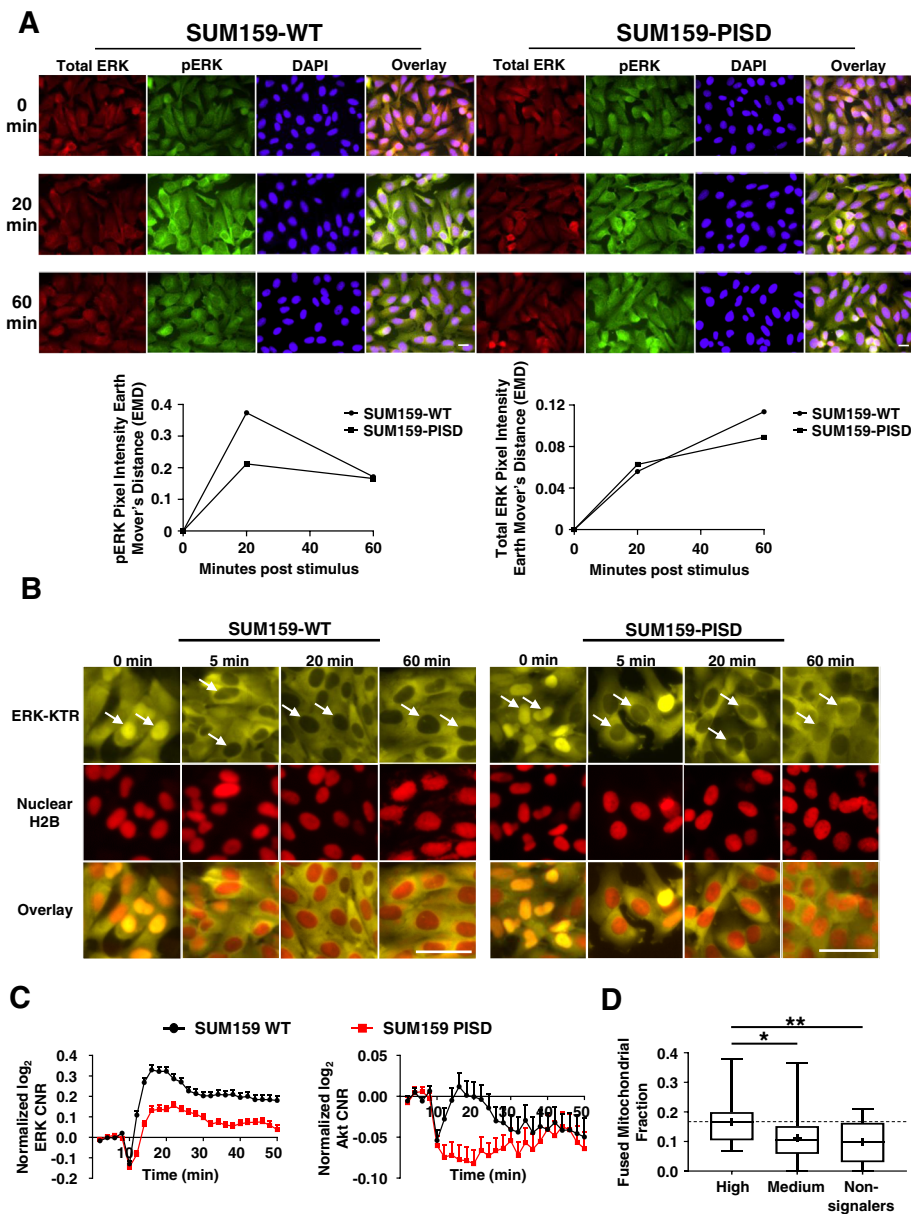 A
SUM159-WT
SUM159-PISD
Total ERK
pERK
DAPI
Overlay
Total ERK
pERK
DAPI
Overlay
0
min
20
min
60
min
pERK Pixel Intensity Earth
Mover's Distance (EMD)
0.4
0.3
0.2
0.1
0
0
20
40
60
Minutes post stimulus
SUM159-WT
SUM159-PISD
Total ERK Pixel Intensity
Earth Mover's Distance (EMD)
0.12
0.08
0.04
0
0
20
40
60
Minutes post stimulus
SUM159-WT
SUM159-PISD
B
SUM159-WT
SUM159-PISD
0 min
5 min
20 min
60 min
0 min
5 min
20 min
60 min
ERK-KTR
Nuclear
H2B
Overlay
C
SUM159 WT
SUM159 PISD
Normalized log2
ERK CNR
0.4
0.3
0.2
0.1
0.0
-0.1
-0.2
10
20
30
40
50
Time (min)
Normalized log2
Akt CNR
0.05
0.00
-0.05
-0.10
10
20
30
40
50
Time (min)
D
**
*
Fused Mitochondrial
Fraction
0.4
0.3
0.2
0.1
0.0
High
Medium
Non-
signalers